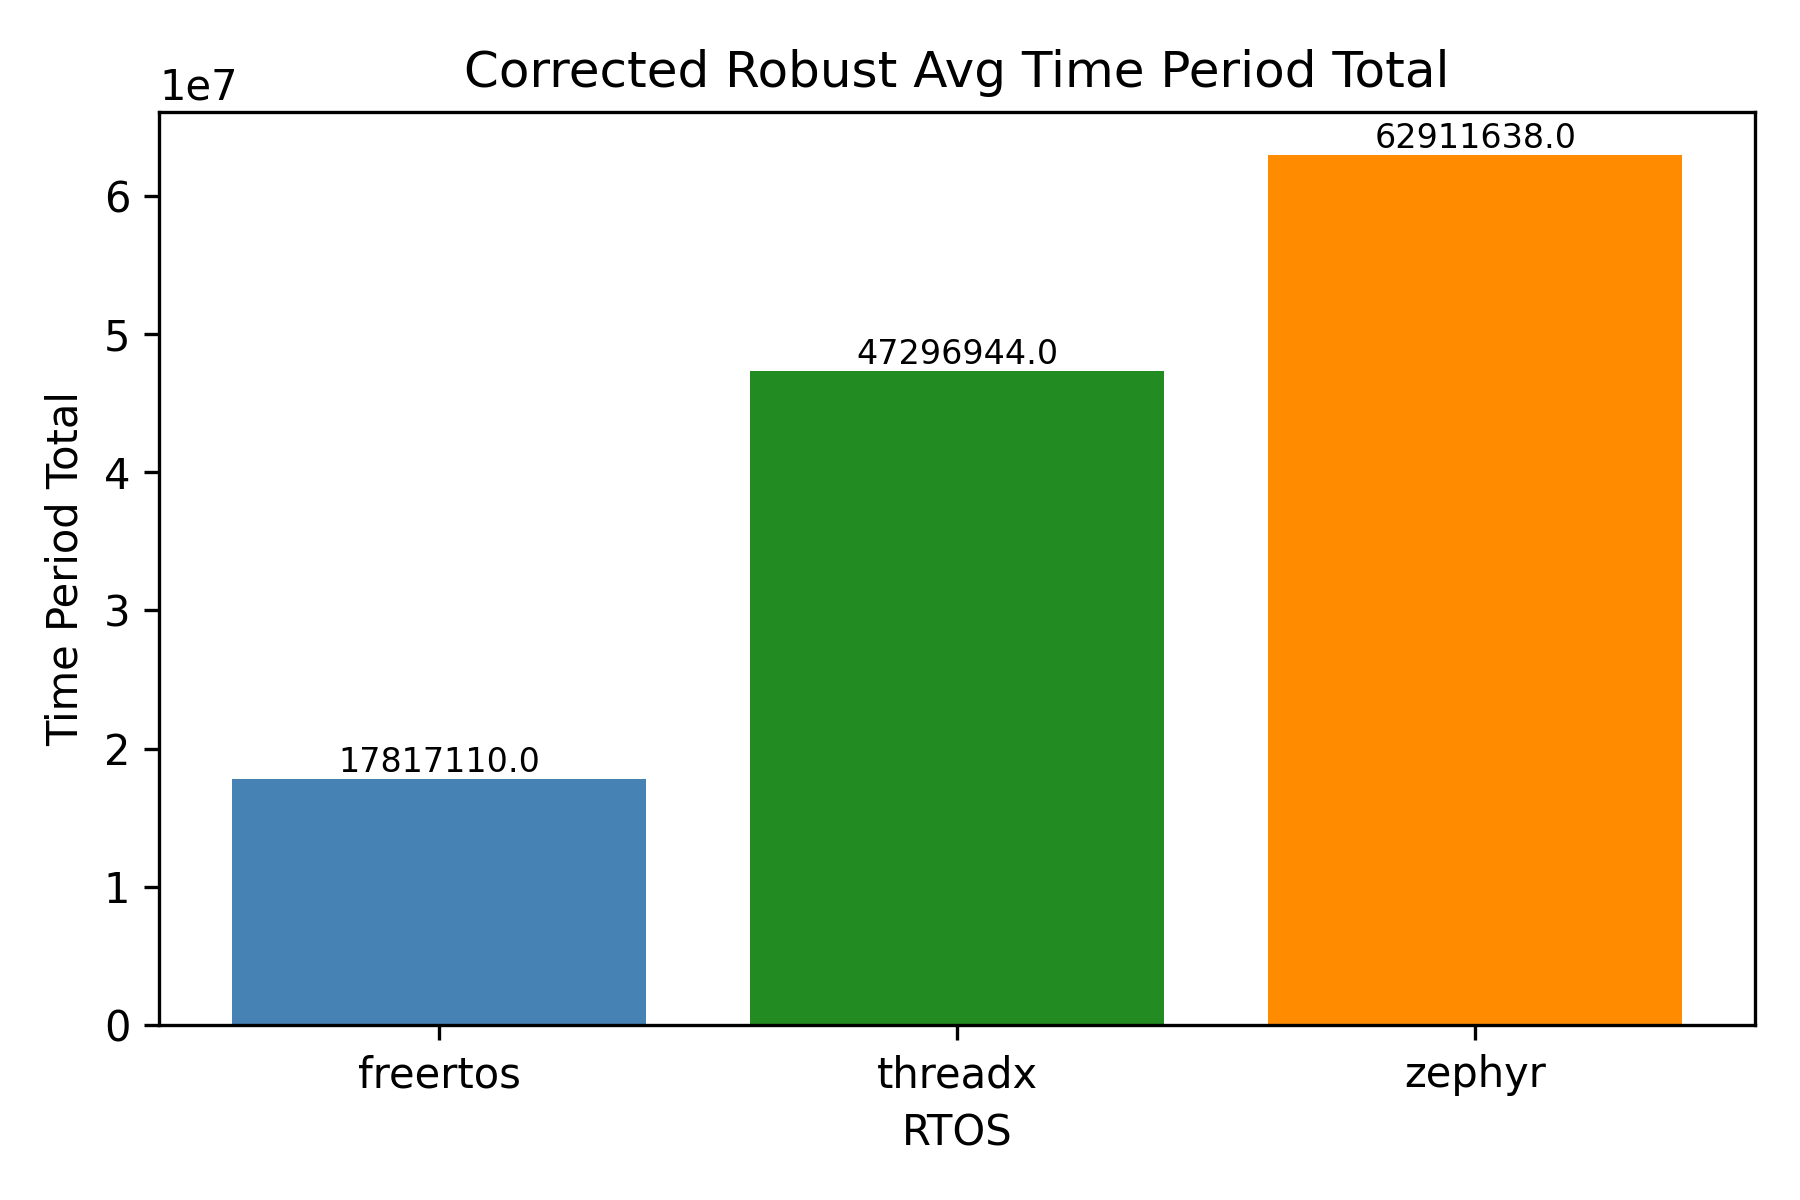 Corrected Robust Avg Time Period Total
1e7
62911638.0
6
5
47296944.0
4
3
2
17817110.0
1
0
Time Period Total
freertos
threadx
zephyr
RTOS